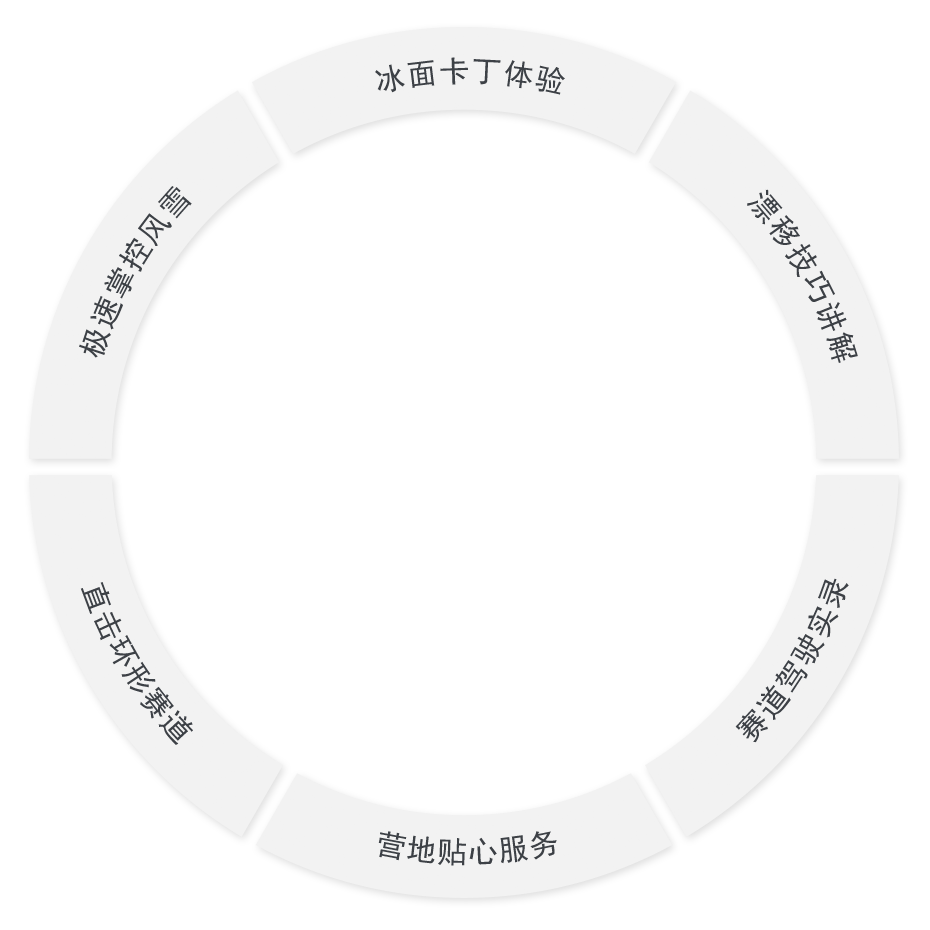 冰面卡丁体验
漂移技巧讲解
赛道驾驶实录
营地贴心服务
直击环形赛道
极速掌控风雪